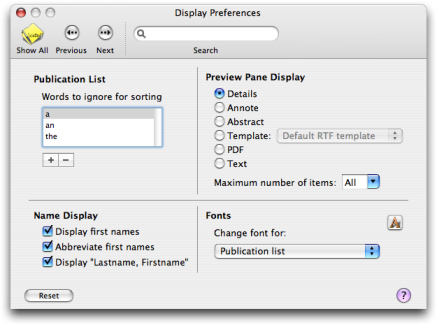 Display Preferences
Show All
Previous
Next
Search
Publication List
Words to ignore for sorting
a
an
the
+ −
Preview Pane Display
Details
Annote
Abstract
Template: Default RTF template
PDF
Text
Maximum number of items: All
Name Display
Display first names
Abbreviate first names
Display "Lastname, Firstname"
Fonts
A
Change font for:
Publication list
Reset
?